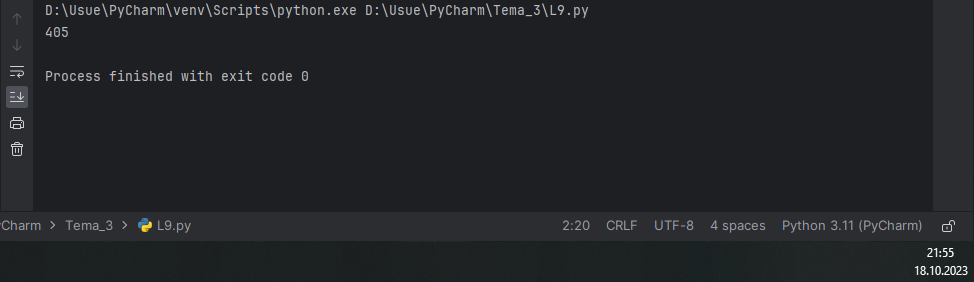 D:\Usue\PyCharm\venv\Scripts\python.exe D:\Usue\PyCharm\Tema_3\L9.py
405
Process finished with exit code 0
Charm > Tema_3 > L9.py 2:20 CRLF UTF-8 4 spaces Python 3.11 (PyCharm)
21:55
18.10.2023